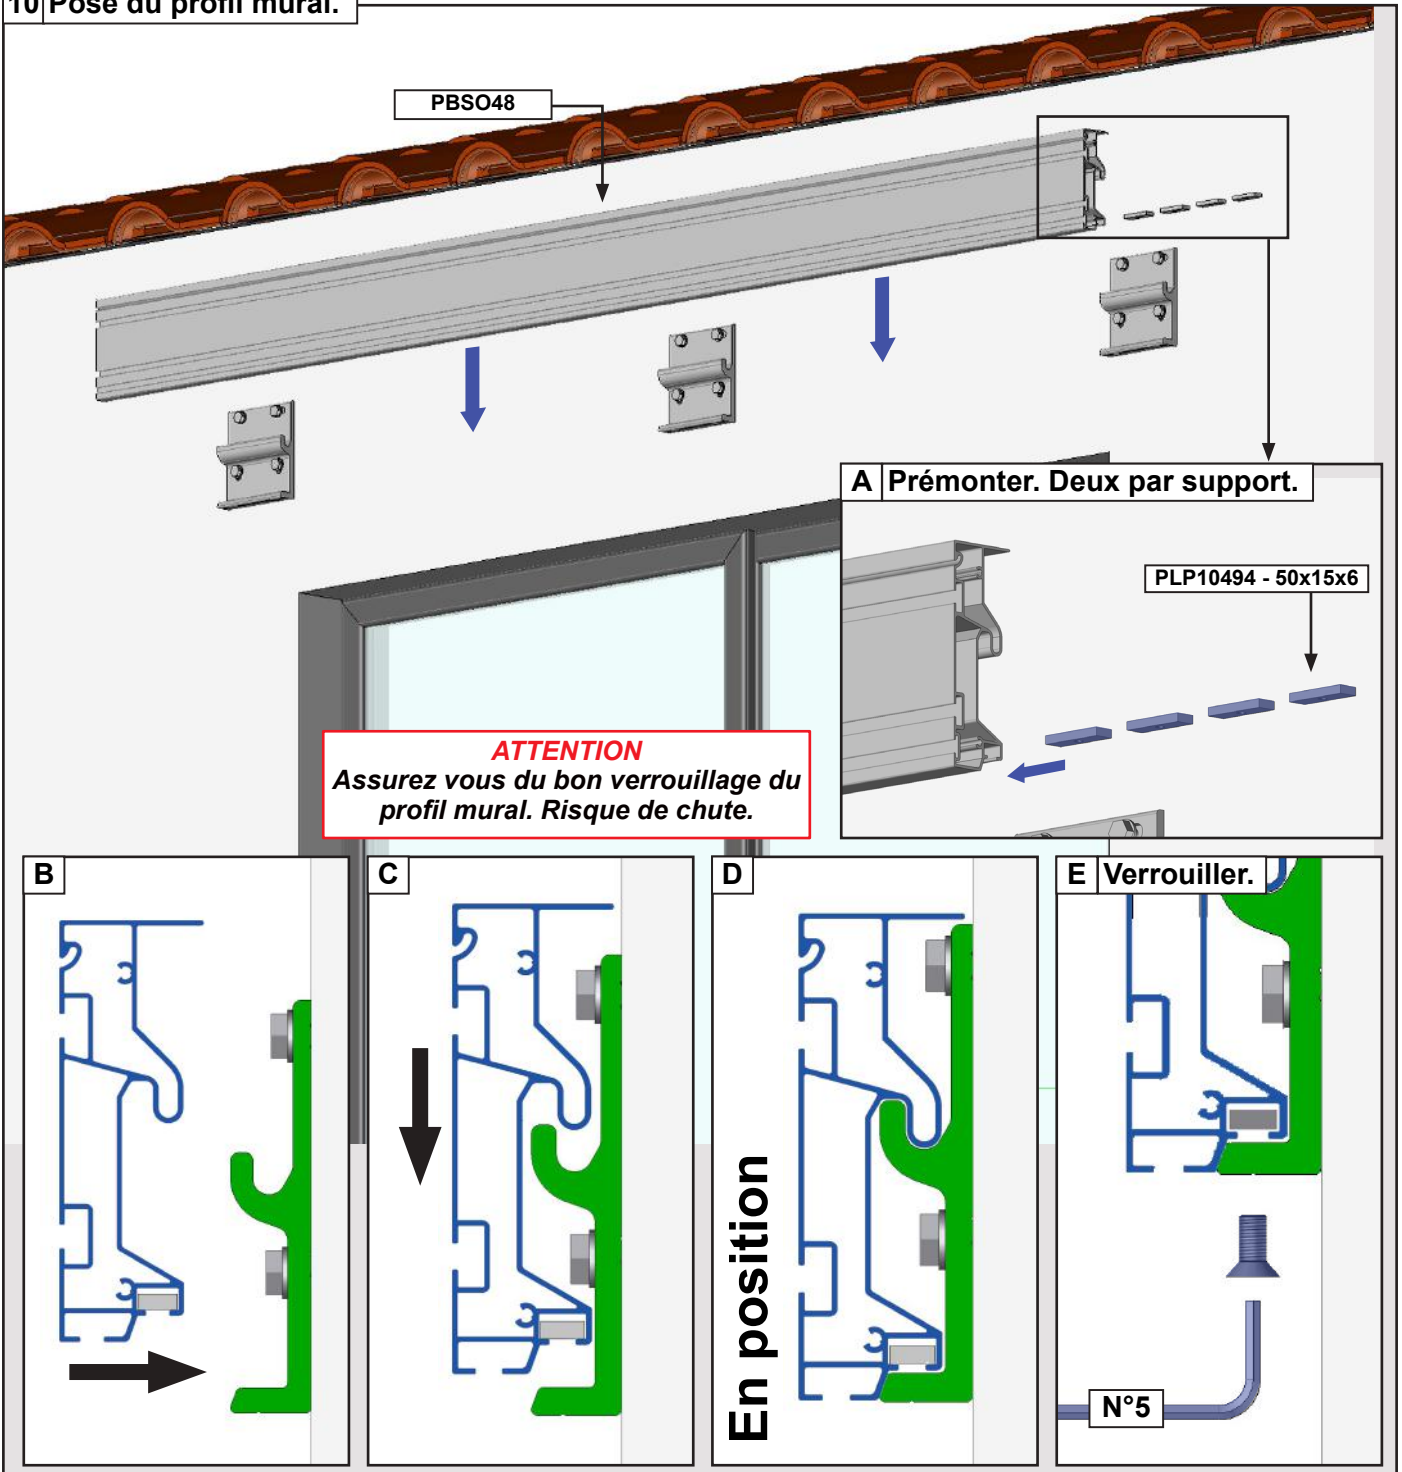 10 Pose du profil mural.
PBSO48
A Prémonter. Deux par support.
PLP10494 - 50x15x6
ATTENTION
Assurez vous du bon verrouillage du
profil mural. Risque de chute.
B
C
D
En position
E Verrouiller.
N°5